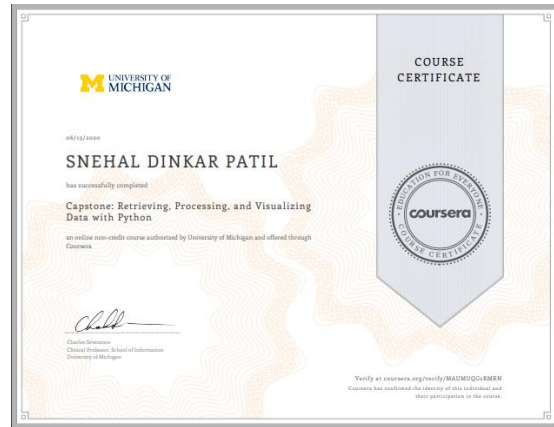 UNIVERSITY OF
MICHIGAN
COURSE
CERTIFICATE
06/15/2020
SNEHAL DINKAR PATIL
has successfully completed
Capstone: Retrieving, Processing, and Visualizing
Data with Python
an online non-credit course authorized by University of Michigan and offered through
Coursera
EDUCATION FOR EVERYONE
coursera
COURSE CERTIFICATE
Charles Severance
Clinical Professor, School of Information
University of Michigan
Verify at coursera.org/verify/
Coursera has confirmed the identity of this individual and
their participation in the course.